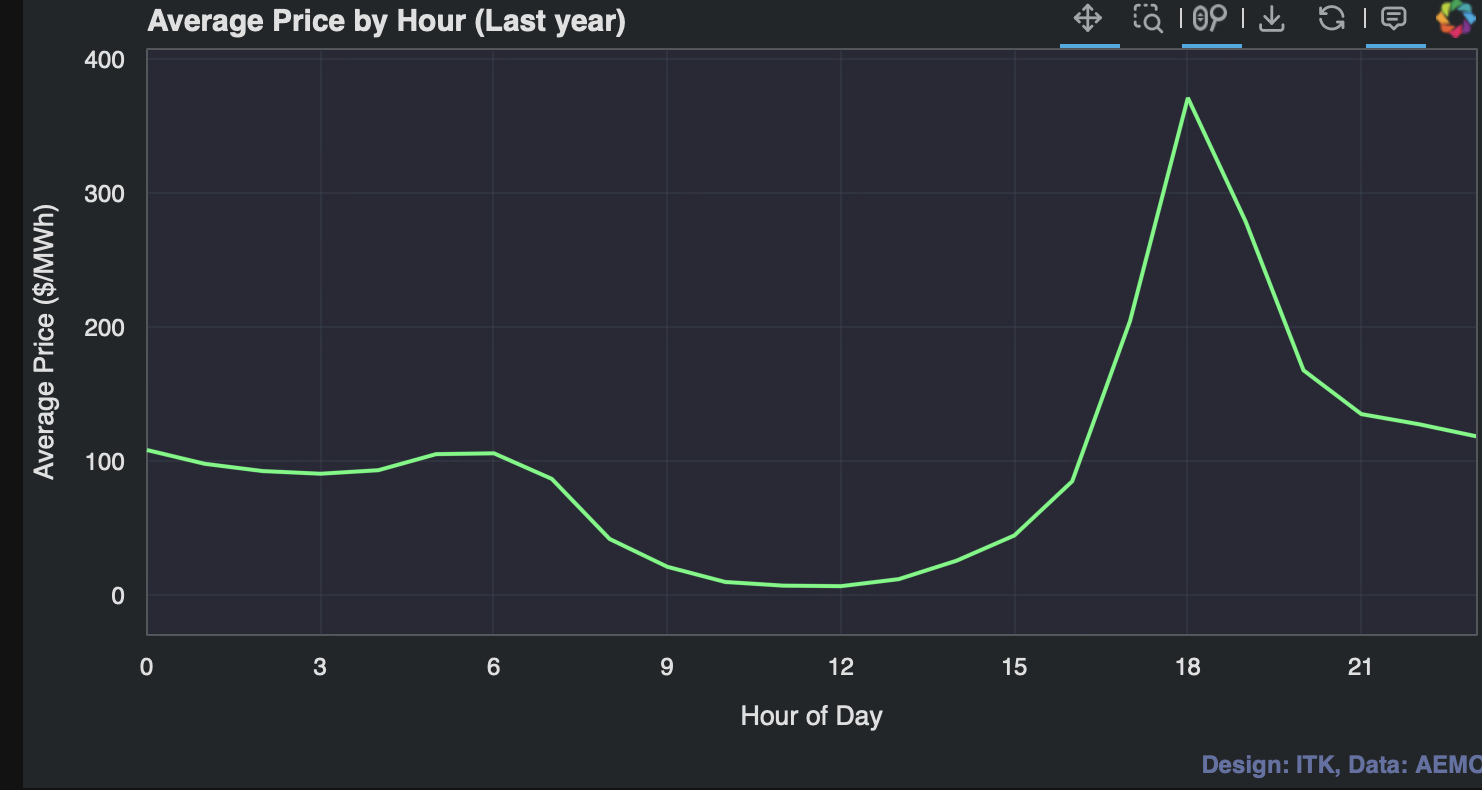 Average Price by Hour (Last year)
400
300
200
100
0
Average Price ($/MWh)
0 3 6 9 12 15 18 21
Hour of Day
Design: ITK, Data: AEMO